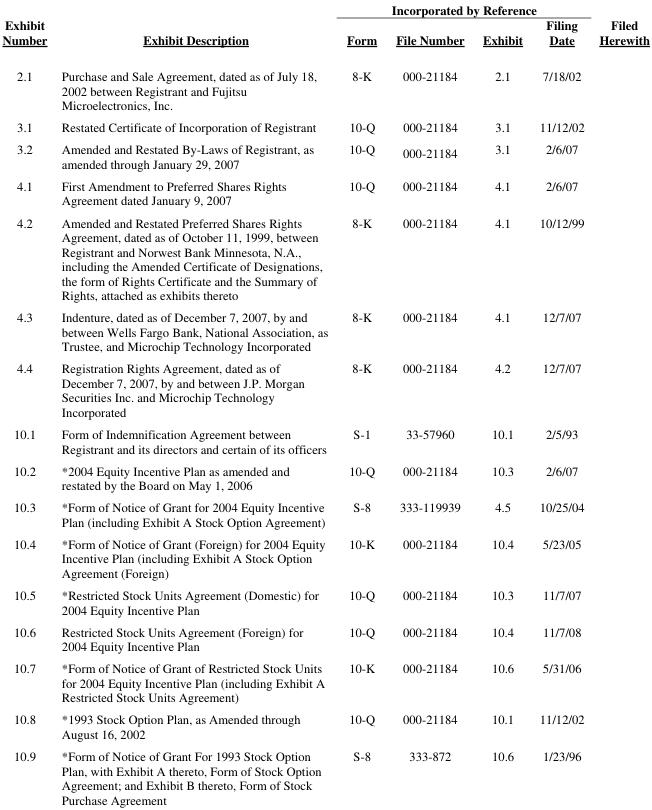 Incorporated by Reference
Exhibit Filing Filed
Number Exhibit Description Form File Number Exhibit Date Herewith
2.1 Purchase and Sale Agreement, dated as of July 18, 8-K 000-21184 2.1 7/18/02
2002 between Registrant and Fujitsu
Microelectronics, Inc.
3.1 Restated Certificate of Incorporation of Registrant 10-Q 000-21184 3.1 11/12/02
3.2 Amended and Restated By-Laws of Registrant, as 10-Q 000-21184 3.1 2/6/07
amended through January 29, 2007
4.1 First Amendment to Preferred Shares Rights 10-Q 000-21184 4.1 2/6/07
Agreement dated January 9, 2007
4.2 Amended and Restated Preferred Shares Rights 8-K 000-21184 4.1 10/12/99
Agreement, dated as of October 11, 1999, between
Registrant and Norwest Bank Minnesota, N.A.,
including the Amended Certificate of Designations,
the form of Rights Certificate and the Summary of
Rights, attached as exhibits thereto
4.3 Indenture, dated as of December 7, 2007, by and 8-K 000-21184 4.1 12/7/07
between Wells Fargo Bank, National Association, as
Trustee, and Microchip Technology Incorporated
4.4 Registration Rights Agreement, dated as of 8-K 000-21184 4.2 12/7/07
December 7, 2007, by and between J.P. Morgan
Securities Inc. and Microchip Technology
Incorporated
10.1 Form of Indemnification Agreement between S-1 33-57960 10.1 2/5/93
Registrant and its directors and certain of its officers
10.2 *2004 Equity Incentive Plan as amended and 10-Q 000-21184 10.3 2/6/07
restated by the Board on May 1, 2006
10.3 *Form of Notice of Grant for 2004 Equity Incentive S-8 333-119939 4.5 10/25/04
Plan (including Exhibit A Stock Option Agreement)
10.4 *Form of Notice of Grant (Foreign) for 2004 Equity 10-K 000-21184 10.4 5/23/05
Incentive Plan (including Exhibit A Stock Option
Agreement (Foreign)
10.5 *Restricted Stock Units Agreement (Domestic) for 10-Q 000-21184 10.3 11/7/07
2004 Equity Incentive Plan
10.6 Restricted Stock Units Agreement (Foreign) for 10-Q 000-21184 10.4 11/7/08
2004 Equity Incentive Plan
10.7 *Form of Notice of Grant of Restricted Stock Units 10-K 000-21184 10.6 5/31/06
for 2004 Equity Incentive Plan (including Exhibit A
Restricted Stock Units Agreement)
10.8 *1993 Stock Option Plan, as Amended through 10-Q 000-21184 10.1 11/12/02
August 16, 2002
10.9 *Form of Notice of Grant For 1993 Stock Option S-8 333-872 10.6 1/23/96
Plan, with Exhibit A thereto, Form of Stock Option
Agreement; and Exhibit B thereto, Form of Stock
Purchase Agreement